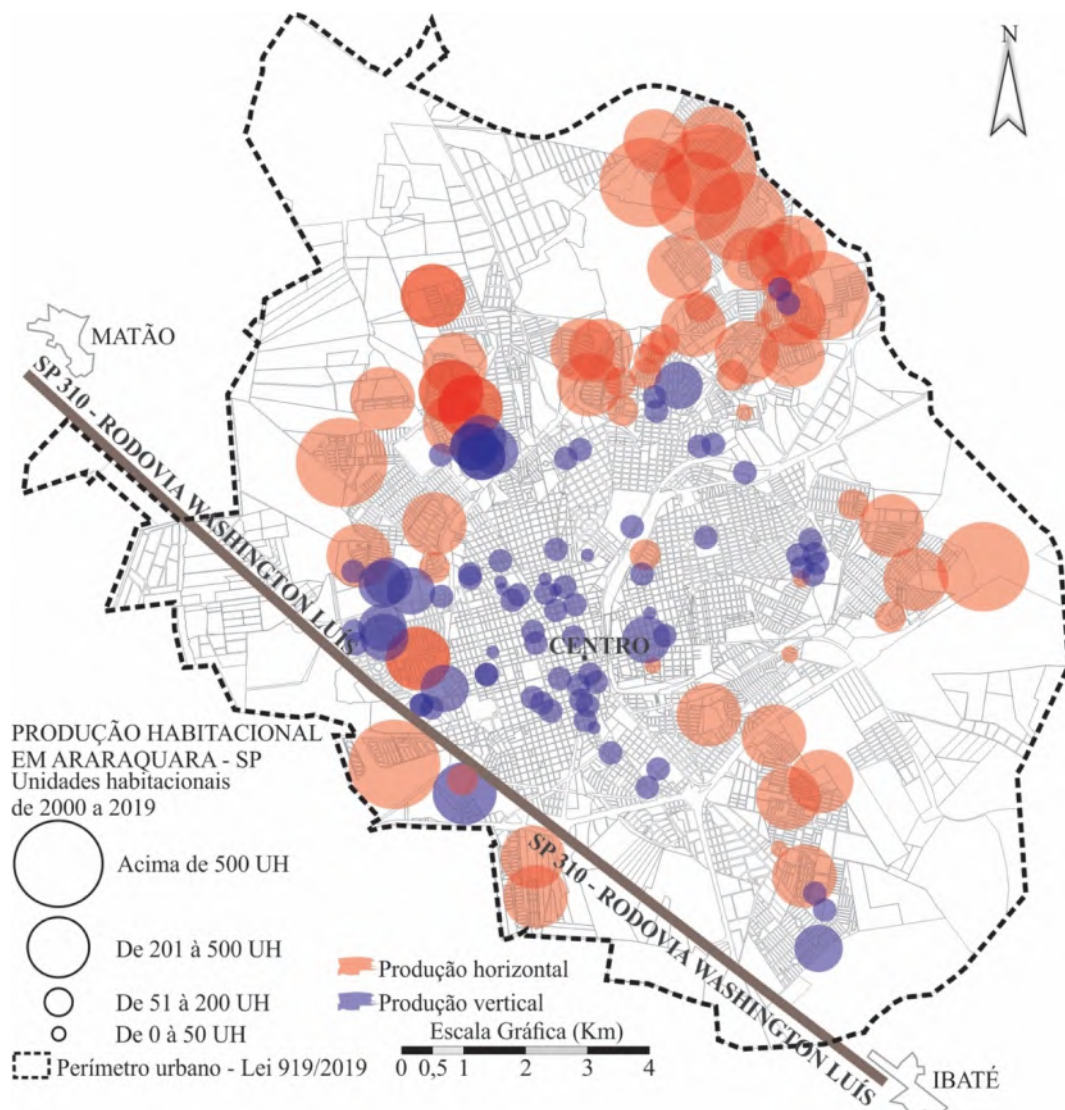 N
MATÃO
SP 310 - RODOVIA WASHINGTON LUÍS
CENTRO
PRODUÇÃO HABITACIONAL
EM ARARAQUARA - SP
Unidades habitacionais
de 2000 a 2019
Acima de 500 UH
De 201 à 500 UH
De 51 à 200 UH
De 0 à 50 UH
Perímetro urbano - Lei 919/2019
Produção horizontal
Produção vertical
Escala Gráfica (Km)
0 0,5 1 2 3 4
SP 310 - RODOVIA WASHINGTON LUÍS
IBATÉ